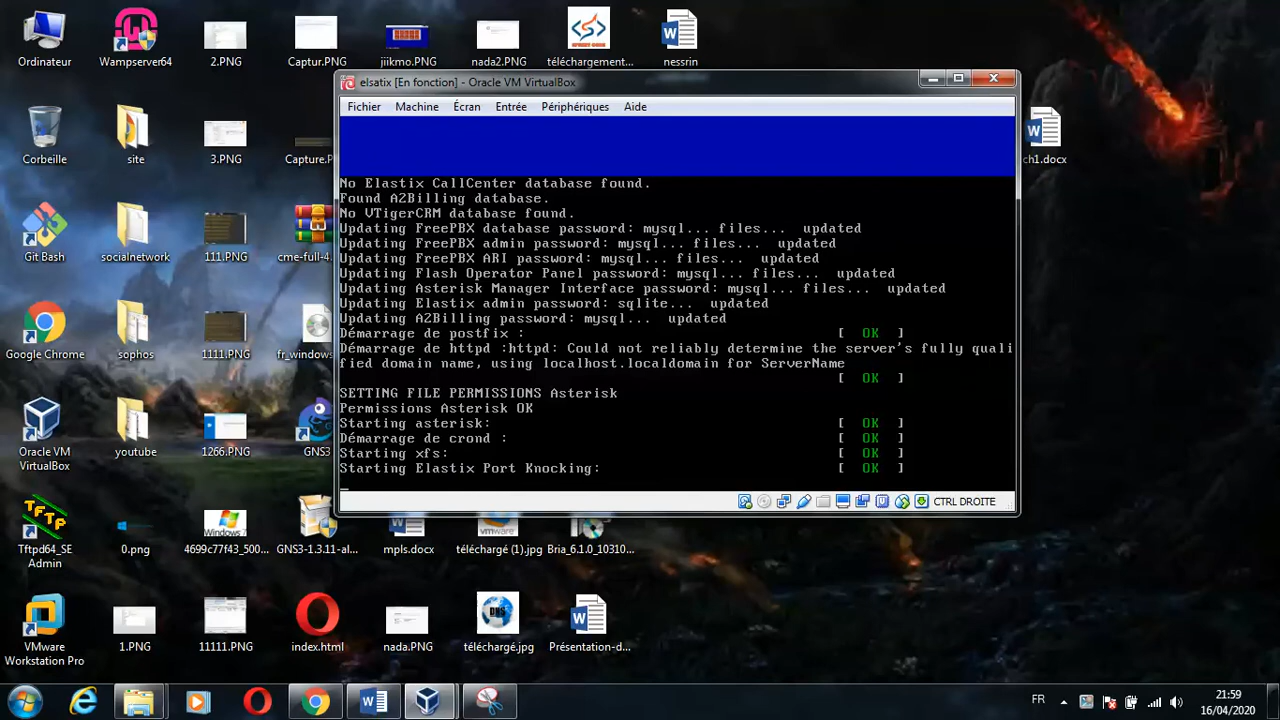 Ordinateur
Wampserver64
2.PNG
Captur.PNG
jiikmo.PNG
nada2.PNG
téléchargement...
nessrin
elsatix [En fonction] - Oracle VM VirtualBox
Fichier Machine Écran Entrée Périphériques Aide
Corbeille
site
3.PNG
Capture.P
ch1.docx
No Elastix CallCenter database found.
Found A2Billing database.
No VTigerCRM database found.
Updating FreePBX database password: mysql... files... updated
Updating FreePBX admin password: mysql... files... updated
Updating FreePBX ARI password: mysql... files... updated
Updating Flash Operator Panel password: mysql... files... updated
Updating Asterisk Manager Interface password: mysql... files... updated
Updating Elastix admin password: sqlite... updated
Updating A2Billing password: mysql... updated
Démarrage de postfix : [ OK ]
Démarrage de httpd :httpd: Could not reliably determine the server's fully quali
fied domain name, using localhost.localdomain for ServerName
[ OK ]
SETTING FILE PERMISSIONS Asterisk
Permissions Asterisk OK
Starting asterisk: [ OK ]
Démarrage de crond : [ OK ]
Starting xfs: [ OK ]
Starting Elastix Port Knocking: [ OK ]
CTRL DROITE
Git Bash
socialnetwork
111.PNG
cme-full-4
Google Chrome
sophos
1111.PNG
fr_windows
Oracle VM
VirtualBox
youtube
1266.PNG
GNS3
TFTP
Tftpd64_SE
Admin
0.png
Windows 7
4699c77f43_500...
GNS3-1.3.11-al...
mpls.docx
téléchargé (1).jpg
Bria_6.1.0_10310...
VMware
Workstation Pro
1.PNG
11111.PNG
index.html
nada.PNG
DNS
téléchargé.jpg
Présentation-d...
FR
21:59
16/04/2020